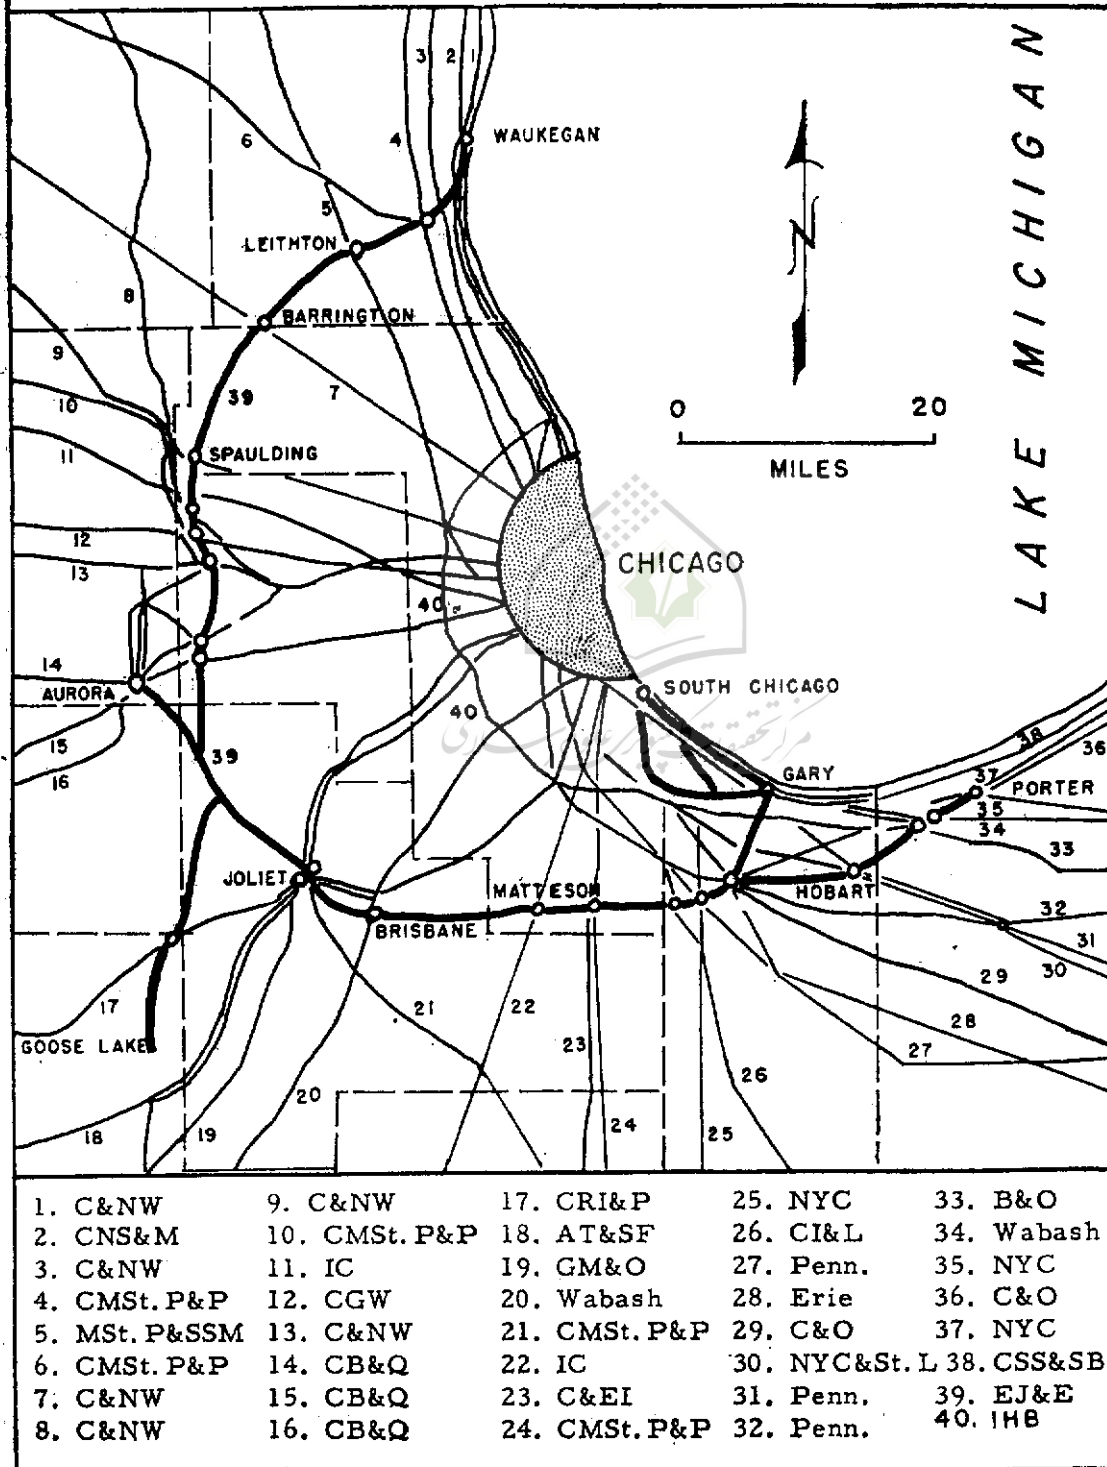 LAKE MICHIGAN
3 2 1
WAUKEGAN
6
4
5
LEITHTON
8
BARRINGTON
9
7
10
39
0 20
MILES
11
SPAULDING
12
CHICAGO
13
40
14
AURORA
SOUTH CHICAGO
40
38
15
39
36
16
GARY
37
PORTER
35
34
33
JOLIET
MATTESON
HOBART
BRISBANE
32
31
30
29
17
21
22
28
GOOSE LAKE
23
27
26
20
24
25
18
19
1. C&NW 9. C&NW 17. CRI&P 25. NYC 33. B&O
2. CNS&M 10. CMSt. P&P 18. AT&SF 26. CI&L 34. Wabash
3. C&NW 11. IC 19. GM&O 27. Penn. 35. NYC
4. CMSt. P&P 12. CGW 20. Wabash 28. Erie 36. C&O
5. MSt. P&SSM 13. C&NW 21. CMSt. P&P 29. C&O 37. NYC
6. CMSt. P&P 14. CB&Q 22. IC 30. NYC&St. L 38. CSS&SB
7. C&NW 15. CB&Q 23. C&EI 31. Penn. 39. EJ&E
8. C&NW 16. CB&Q 24. CMSt. P&P 32. Penn. 40. IHB